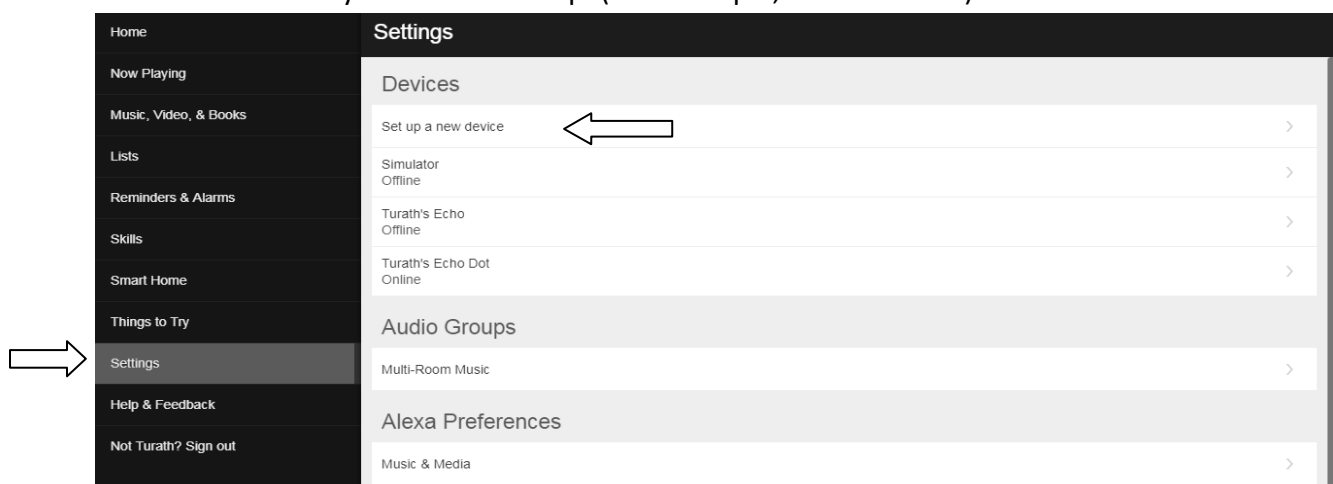 Home
Now Playing
Music, Video, & Books
Lists
Reminders & Alarms
Skills
Smart Home
Things to Try
Settings
Help & Feedback
Not Turath? Sign out
Settings
Devices
Set up a new device
Simulator
Offline
Turath's Echo
Offline
Turath's Echo Dot
Online
Audio Groups
Multi-Room Music
Alexa Preferences
Music & Media